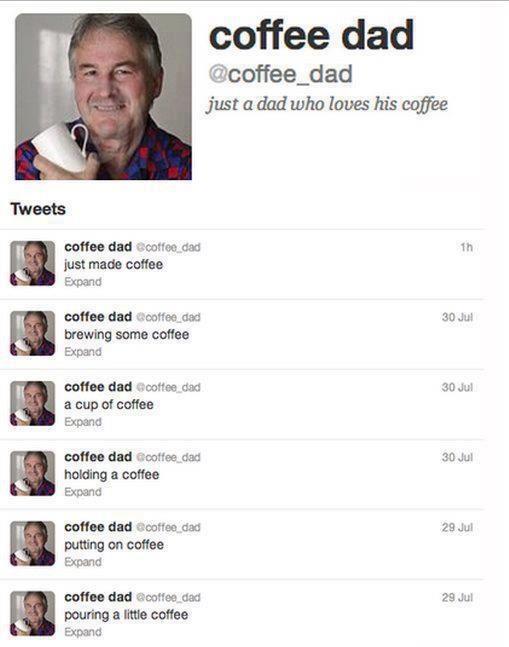 coffee dad
@coffee_dad
just a dad who loves his coffee
Tweets
coffee dad @coffee_dad 1h
just made coffee
Expand
coffee dad @coffee_dad 30 Jul
brewing some coffee
Expand
coffee dad @coffee_dad 30 Jul
a cup of coffee
Expand
coffee dad @coffee_dad 30 Jul
holding a coffee
Expand
coffee dad @coffee_dad 29 Jul
putting on coffee
Expand
coffee dad @coffee_dad 29 Jul
pouring a little coffee
Expand